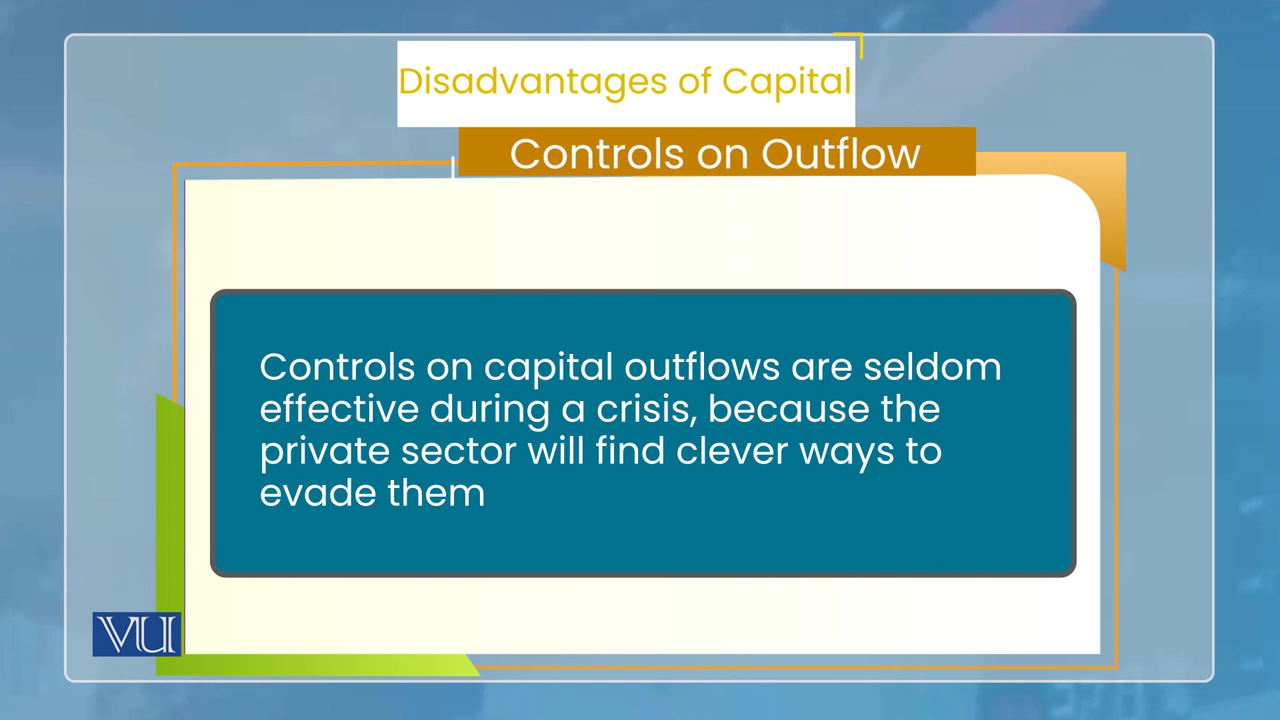 Disadvantages of Capital
Controls on Outflow
Controls on capital outflows are seldom
effective during a crisis, because the
private sector will find clever ways to
evade them
VU